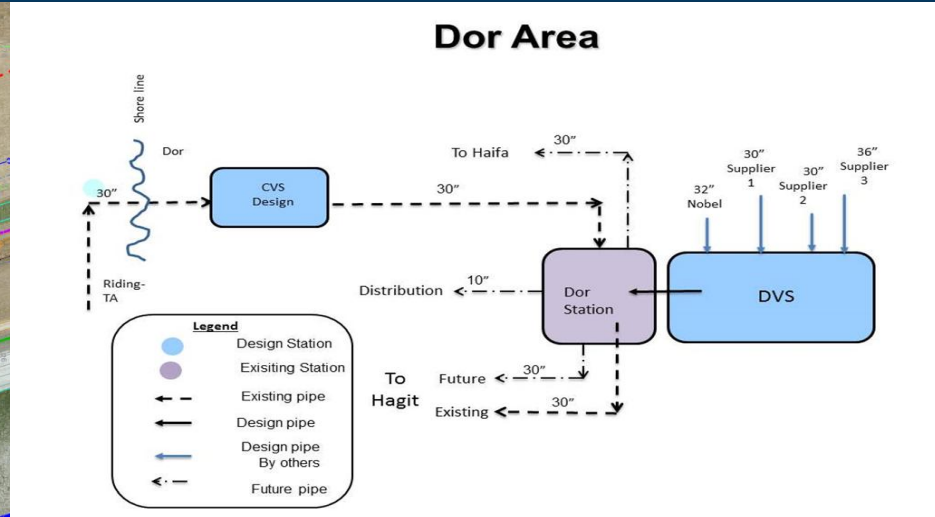 Dor Area
Shore line
Dor
30"
Riding-
TA
CVS
Design
30"
To Haifa
30"
32"
Nobel
30"
Supplier
1
30"
Supplier
2
36"
Supplier
3
Distribution
10"
Dor
Station
DVS
To
Hagit
Future
30"
Existing
30"
Legend
Design Station
Exisiting Station
Existing pipe
Design pipe
Design pipe
By others
Future pipe